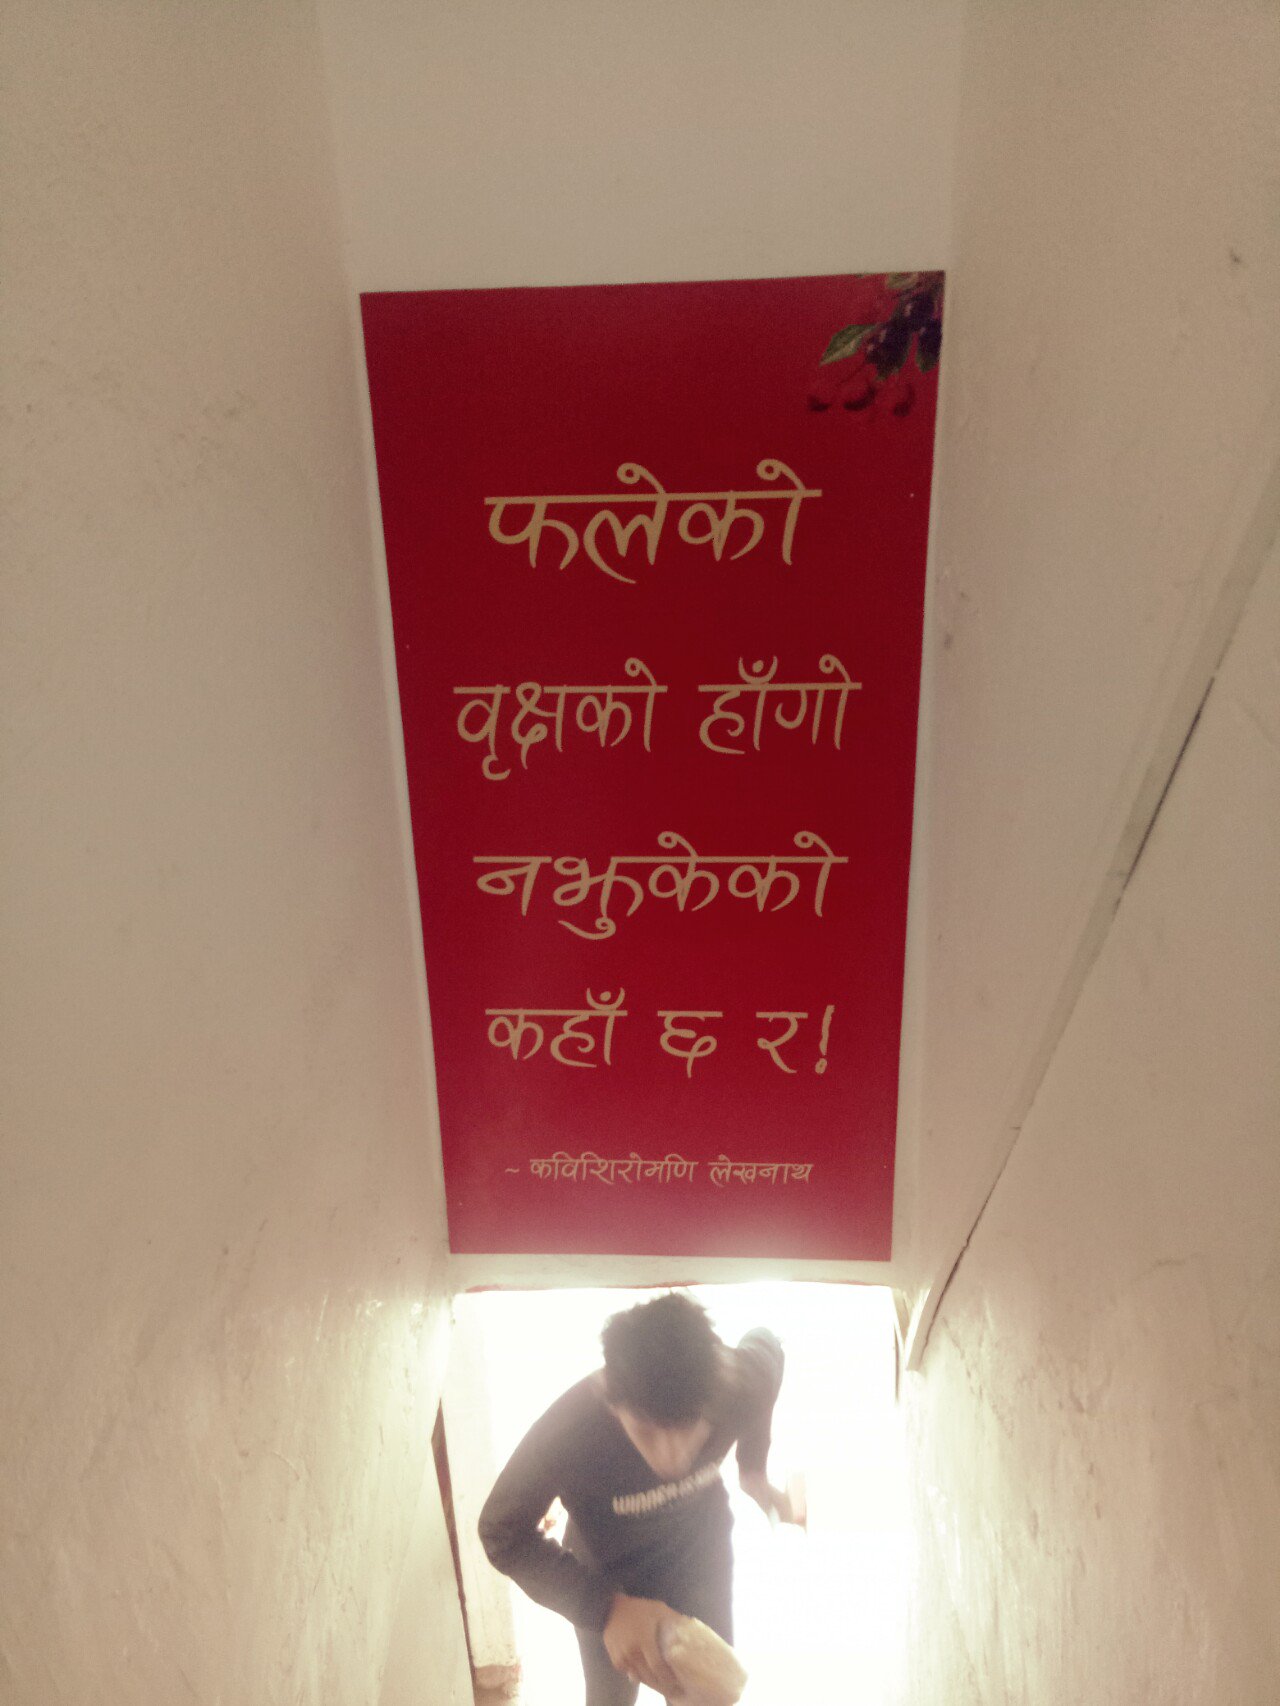 फलेको
वृक्षको हाँगो
नझुकेको
कहाँ छ र!
~ कविशिरोमणि लेखनाथ